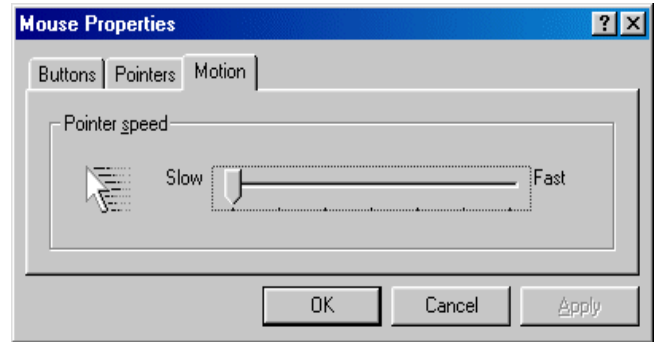 Mouse Properties
Buttons Pointers Motion
Pointer speed
Slow Fast
OK Cancel Apply